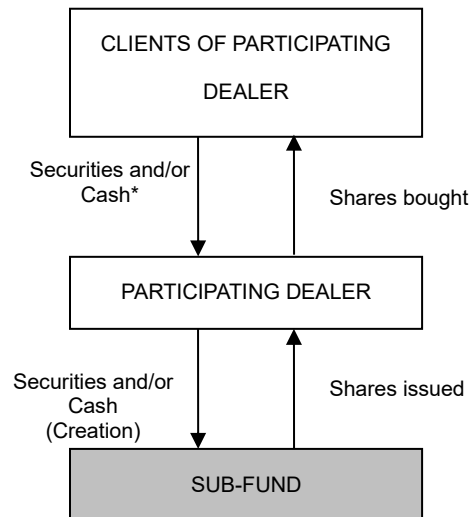 CLIENTS OF PARTICIPATING
DEALER
Securities and/or
Cash*
Shares bought
PARTICIPATING DEALER
Securities and/or
Cash
(Creation)
Shares issued
SUB-FUND